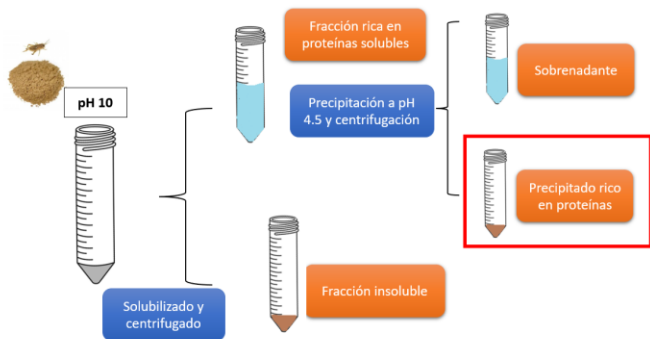 pH 10
Solubilizado y
centrifugado
Fracción rica en
proteínas solubles
Precipitación a pH
4.5 y centrifugación
Fracción insoluble
Sobrenadante
Precipitado rico
en proteínas